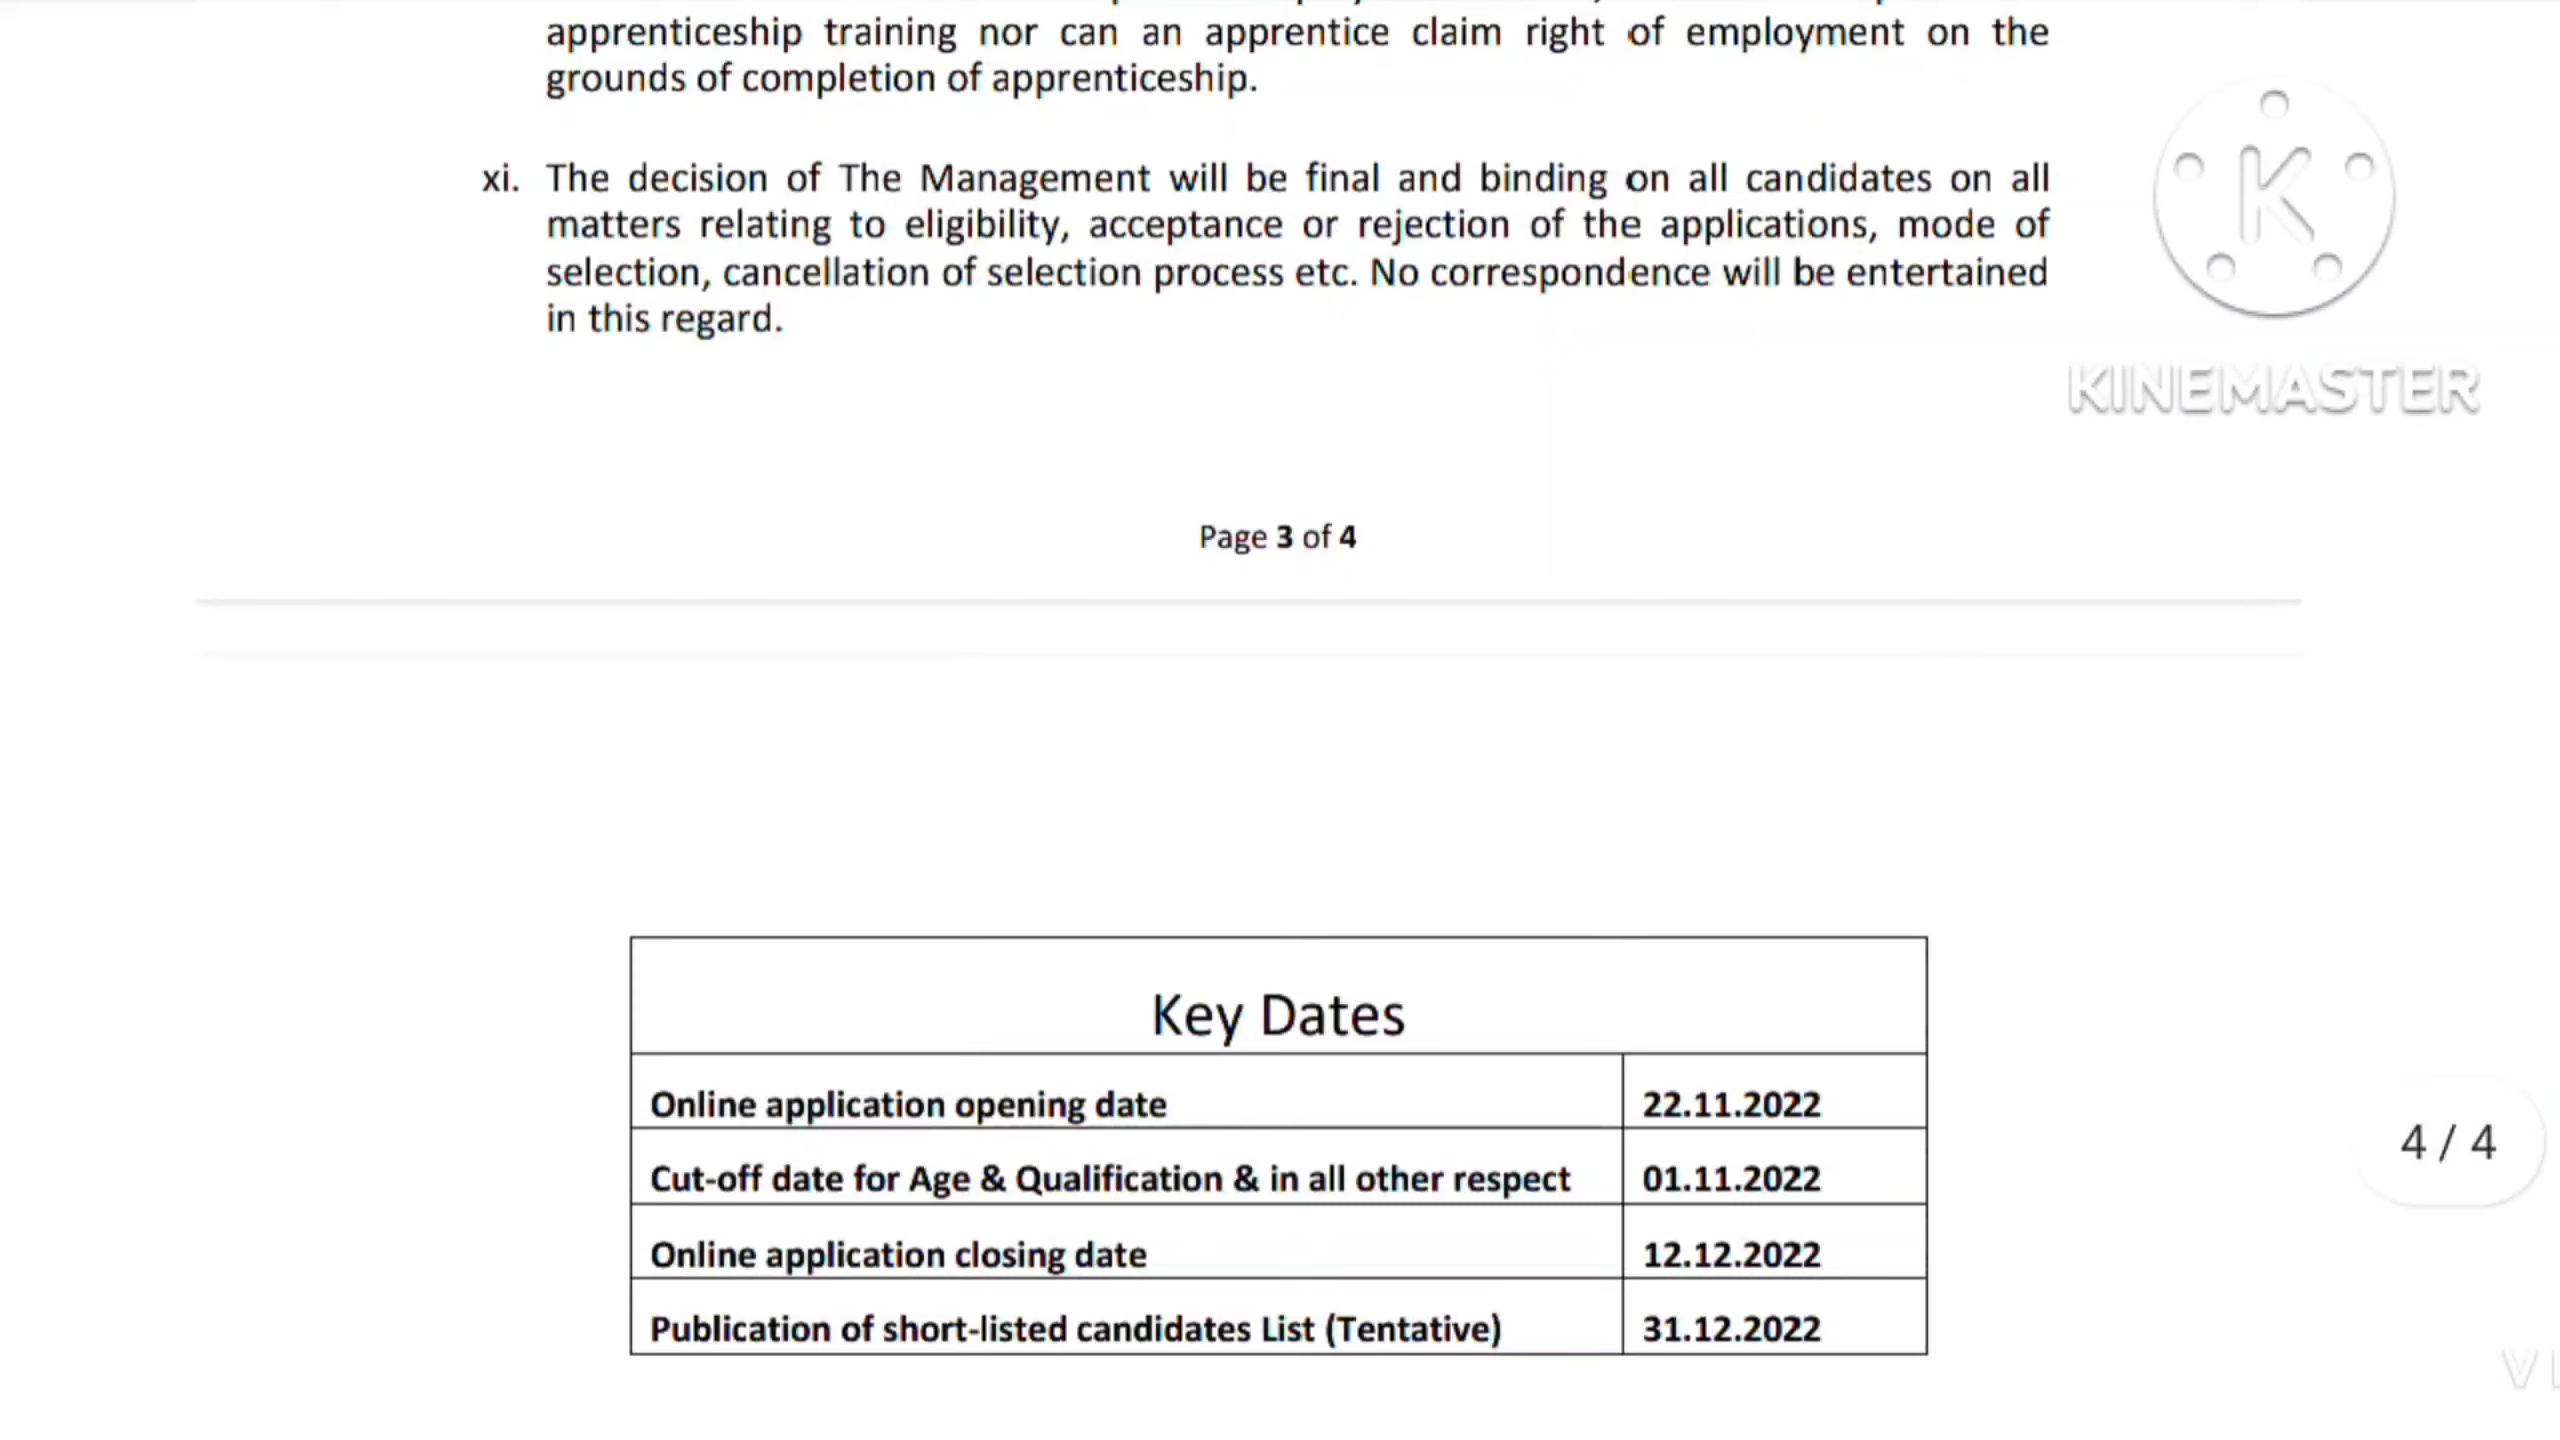 apprenticeship training nor can an apprentice claim right of employment on the
grounds of completion of apprenticeship.
xi. The decision of The Management will be final and binding on all candidates on all
matters relating to eligibility, acceptance or rejection of the applications, mode of
selection, cancellation of selection process etc. No correspondence will be entertained
in this regard.
K
KINEMASTER
Page 3 of 4
Key Dates
Online application opening date 22.11.2022
Cut-off date for Age & Qualification & in all other respect 01.11.2022
Online application closing date 12.12.2022
Publication of short-listed candidates List (Tentative) 31.12.2022
4 / 4